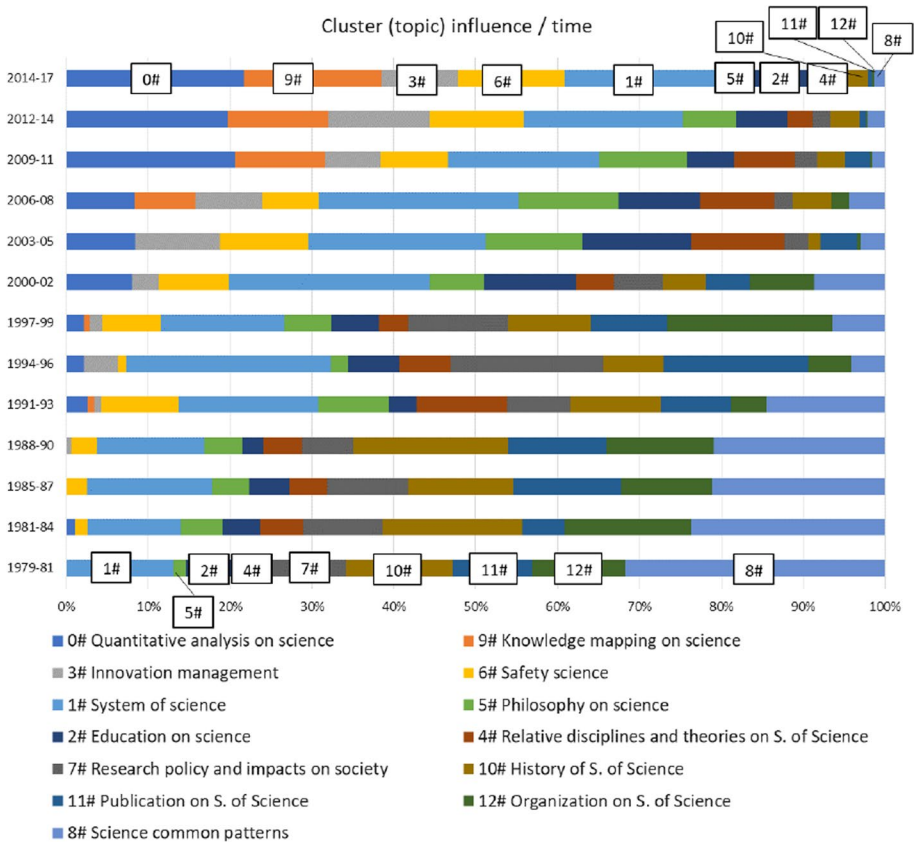 Cluster (topic) influence / time
11# 12#
10# 8#
2014-17 0# 9# 3# 6# 1# 5# 2# 4#
2012-14
2009-11
2006-08
2003-05
2000-02
1997-99
1994-96
1991-93
1988-90
1985-87
1981-84
1979-81 1# 2# 4# 7# 10# 11# 12# 8#
0% 10% 20% 30% 40% 50% 60% 70% 80% 90% 100%
5#
0# Quantitative analysis on science 9# Knowledge mapping on science
3# Innovation management 6# Safety science
1# System of science 5# Philosophy on science
2# Education on science 4# Relative disciplines and theories on S. of Science
7# Research policy and impacts on society 10# History of S. of Science
11# Publication on S. of Science 12# Organization on S. of Science
8# Science common patterns